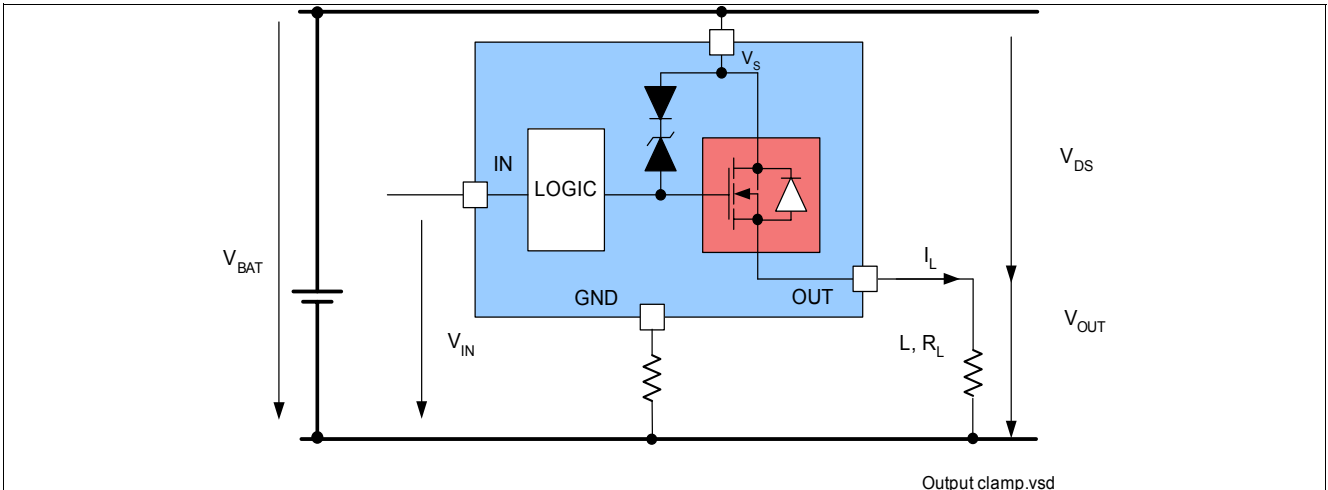 V_S
V_DS
IN
LOGIC
V_BAT
I_L
GND
OUT
V_OUT
V_IN
L, R_L
Output clamp.vsd